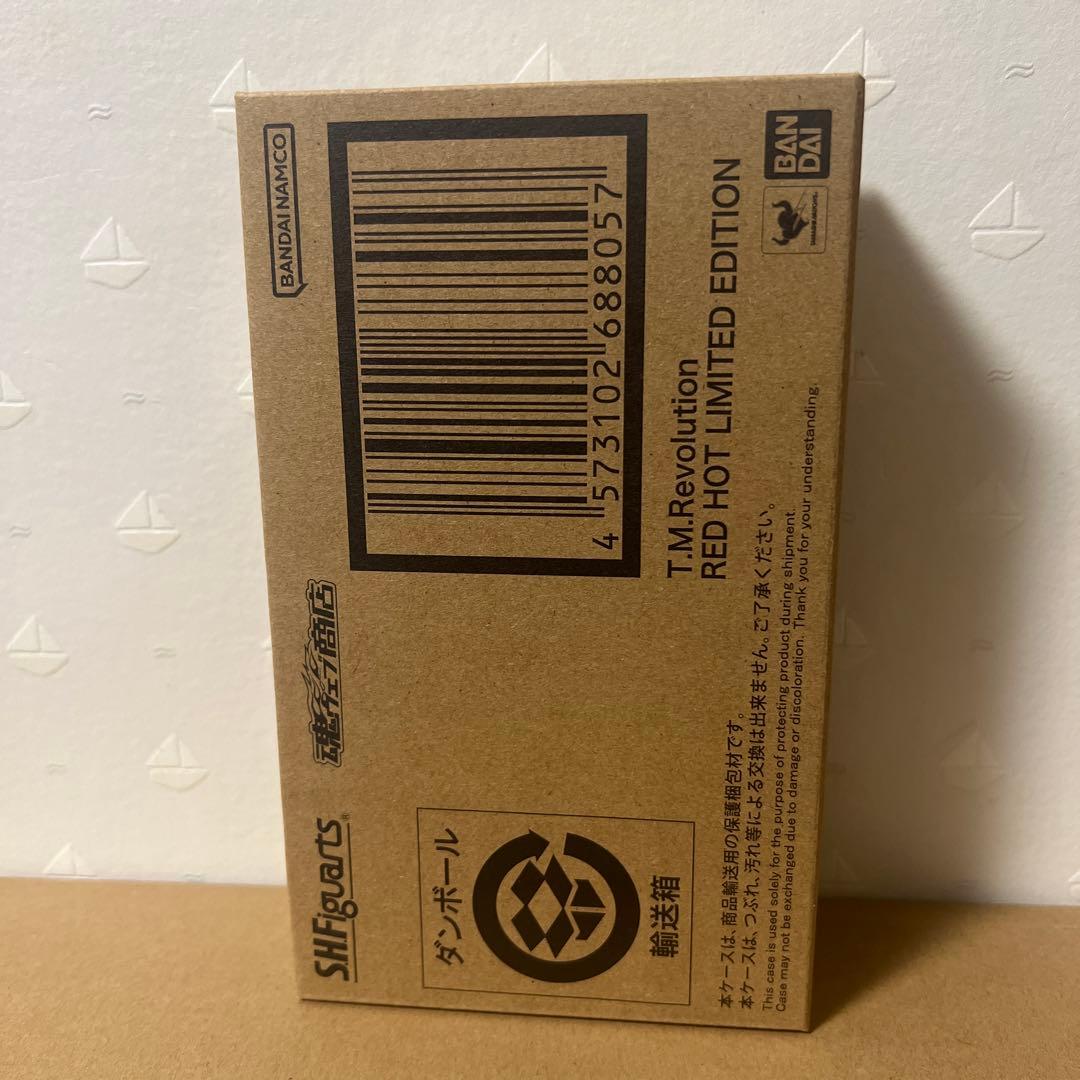 S.H.Figuarts®
魂ウェブ商店
BANDAI NAMCO
ダンボール
輸送箱
4 573102 688057
T.M.Revolution
RED HOT LIMITED EDITION
BAN
DAI
本ケースは、商品輸送用の保護梱包材です。
本ケースは、つぶれ、汚れ等による交換は出来ません。ご了承ください。
This case is used solely for the purpose of protecting product during shipment.
Case may not be exchanged due to damage or discoloration. Thank you for your understanding.